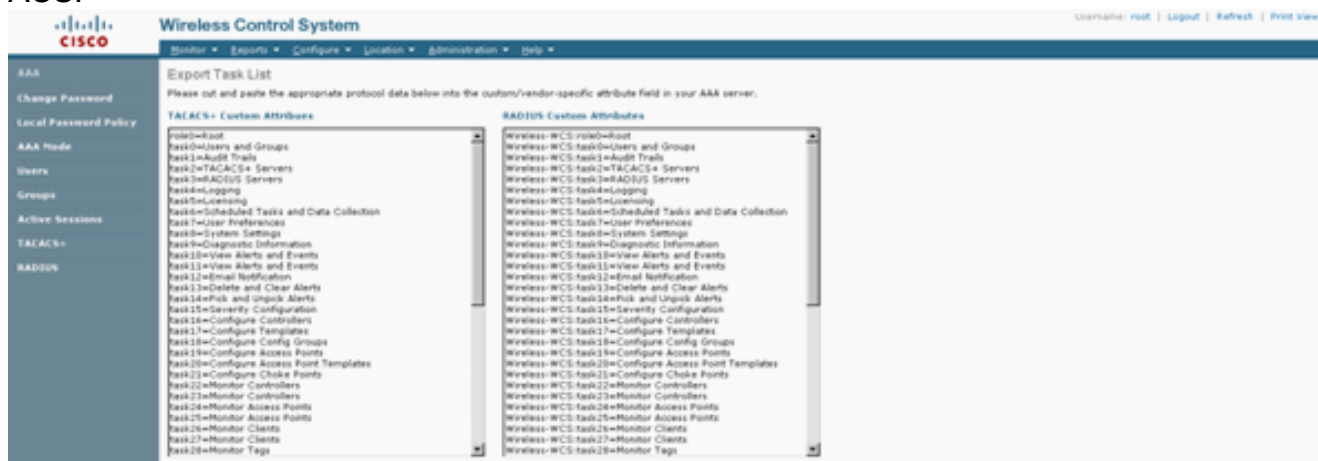 Username: root | Logout | Refresh | Print View
CISCO
Wireless Control System
Monitor Reports Configure Location Administration Help
AAA
Change Password
Local Password Policy
AAA Mode
Users
Groups
Active Sessions
TACACS+
RADIUS
Export Task List
Please cut and paste the appropriate protocol data below into the custom/vendor-specific attribute field in your AAA server.
TACACS+ Custom Attributes
role0=Root
task0=Users and Groups
task1=Audit Trails
task2=TACACS+ Servers
task3=RADIUS Servers
task4=Logging
task5=Licensing
task6=Scheduled Tasks and Data Collection
task7=User Preferences
task8=System Settings
task9=Diagnostic Information
task10=View Alerts and Events
task11=View Alerts and Events
task12=Email Notification
task13=Delete and Clear Alerts
task14=Pick and Unpick Alerts
task15=Severity Configuration
task16=Configure Controllers
task17=Configure Templates
task18=Configure Config Groups
task19=Configure Access Points
task20=Configure Access Point Templates
task21=Configure Choke Points
task22=Monitor Controllers
task23=Monitor Controllers
task24=Monitor Access Points
task25=Monitor Access Points
task26=Monitor Clients
task27=Monitor Clients
task28=Monitor Tags
RADIUS Custom Attributes
Wireless-WCS:role0=Root
Wireless-WCS:task0=Users and Groups
Wireless-WCS:task1=Audit Trails
Wireless-WCS:task2=TACACS+ Servers
Wireless-WCS:task3=RADIUS Servers
Wireless-WCS:task4=Logging
Wireless-WCS:task5=Licensing
Wireless-WCS:task6=Scheduled Tasks and Data Collection
Wireless-WCS:task7=User Preferences
Wireless-WCS:task8=System Settings
Wireless-WCS:task9=Diagnostic Information
Wireless-WCS:task10=View Alerts and Events
Wireless-WCS:task11=View Alerts and Events
Wireless-WCS:task12=Email Notification
Wireless-WCS:task13=Delete and Clear Alerts
Wireless-WCS:task14=Pick and Unpick Alerts
Wireless-WCS:task15=Severity Configuration
Wireless-WCS:task16=Configure Controllers
Wireless-WCS:task17=Configure Templates
Wireless-WCS:task18=Configure Config Groups
Wireless-WCS:task19=Configure Access Points
Wireless-WCS:task20=Configure Access Point Templates
Wireless-WCS:task21=Configure Choke Points
Wireless-WCS:task22=Monitor Controllers
Wireless-WCS:task23=Monitor Controllers
Wireless-WCS:task24=Monitor Access Points
Wireless-WCS:task25=Monitor Access Points
Wireless-WCS:task26=Monitor Clients
Wireless-WCS:task27=Monitor Clients
Wireless-WCS:task28=Monitor Tags